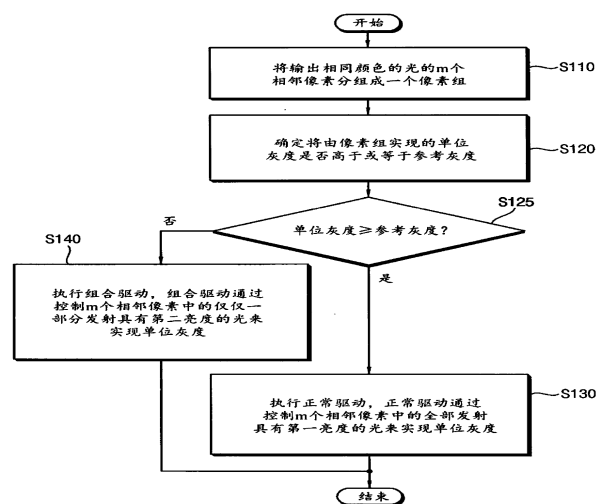 开始
将输出相同颜色的光的m个
相邻像素分组成一个像素组
S110
确定将由像素组实现的单位
灰度是否高于或等于参考灰度
S120
单位灰度≥参考灰度?
S125
否
是
S140
执行组合驱动,组合驱动通过
控制m个相邻像素中的仅仅一
部分发射具有第二亮度的光来
实现单位灰度
执行正常驱动,正常驱动通过
控制m个相邻像素中的全部发射
具有第一亮度的光来实现单位灰度
S130
结束